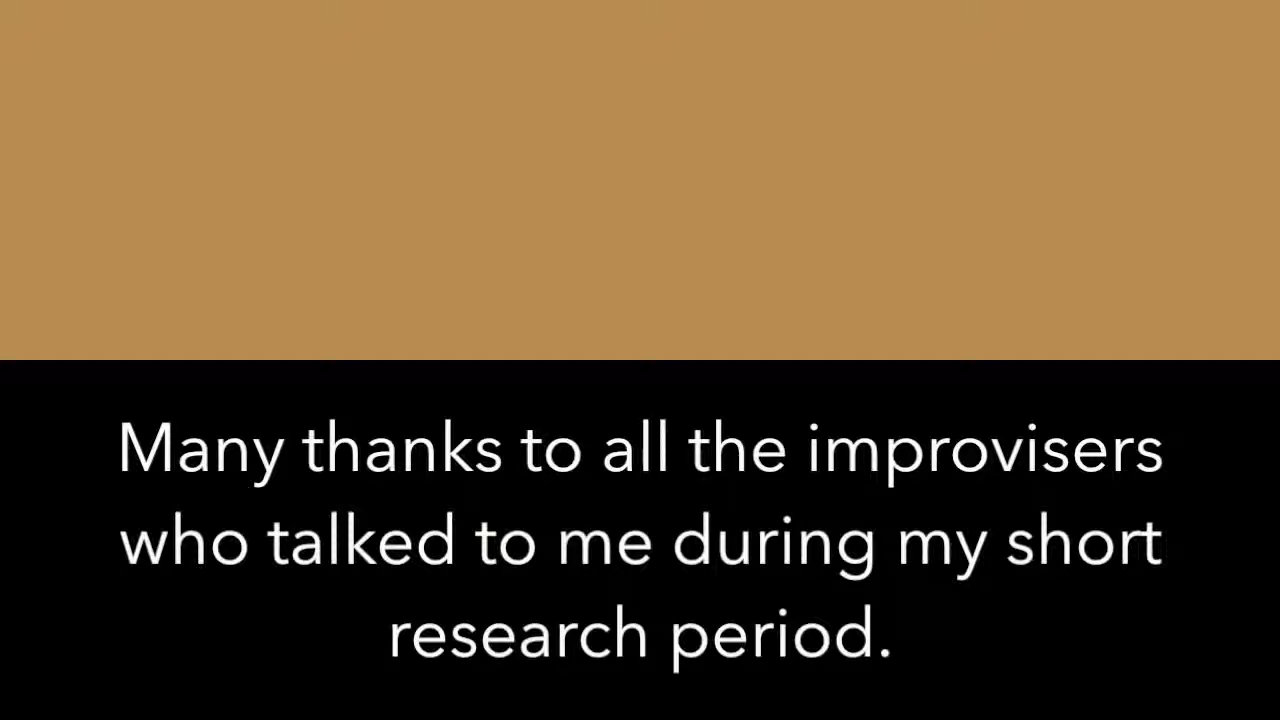 Many thanks to all the improvisers
who talked to me during my short
research period.